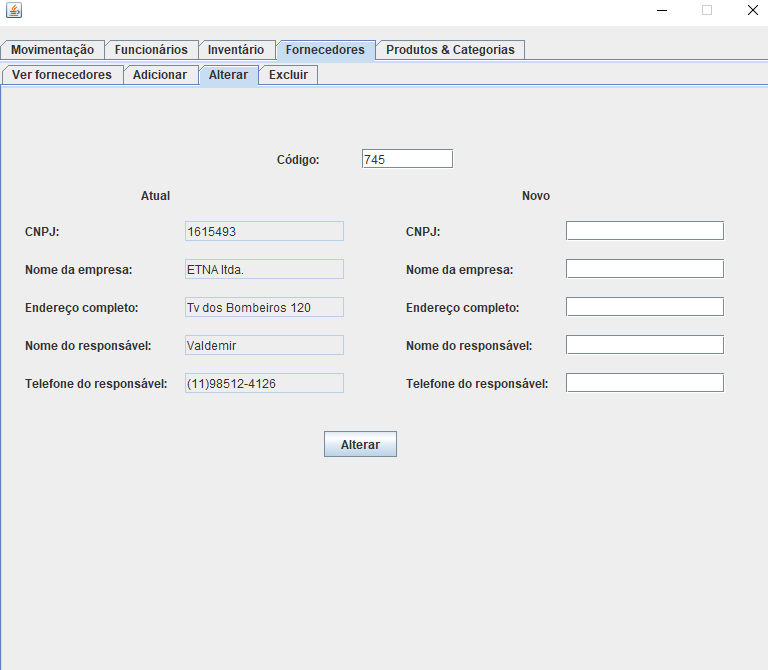 Movimentação Funcionários Inventário Fornecedores Produtos & Categorias
Ver fornecedores Adicionar Alterar Excluir
Código: 745
Atual Novo
CNPJ: 1615493 CNPJ:
Nome da empresa: ETNA ltda. Nome da empresa:
Endereço completo: Tv dos Bombeiros 120 Endereço completo:
Nome do responsável: Valdemir Nome do responsável:
Telefone do responsável: (11)98512-4126 Telefone do responsável:
Alterar